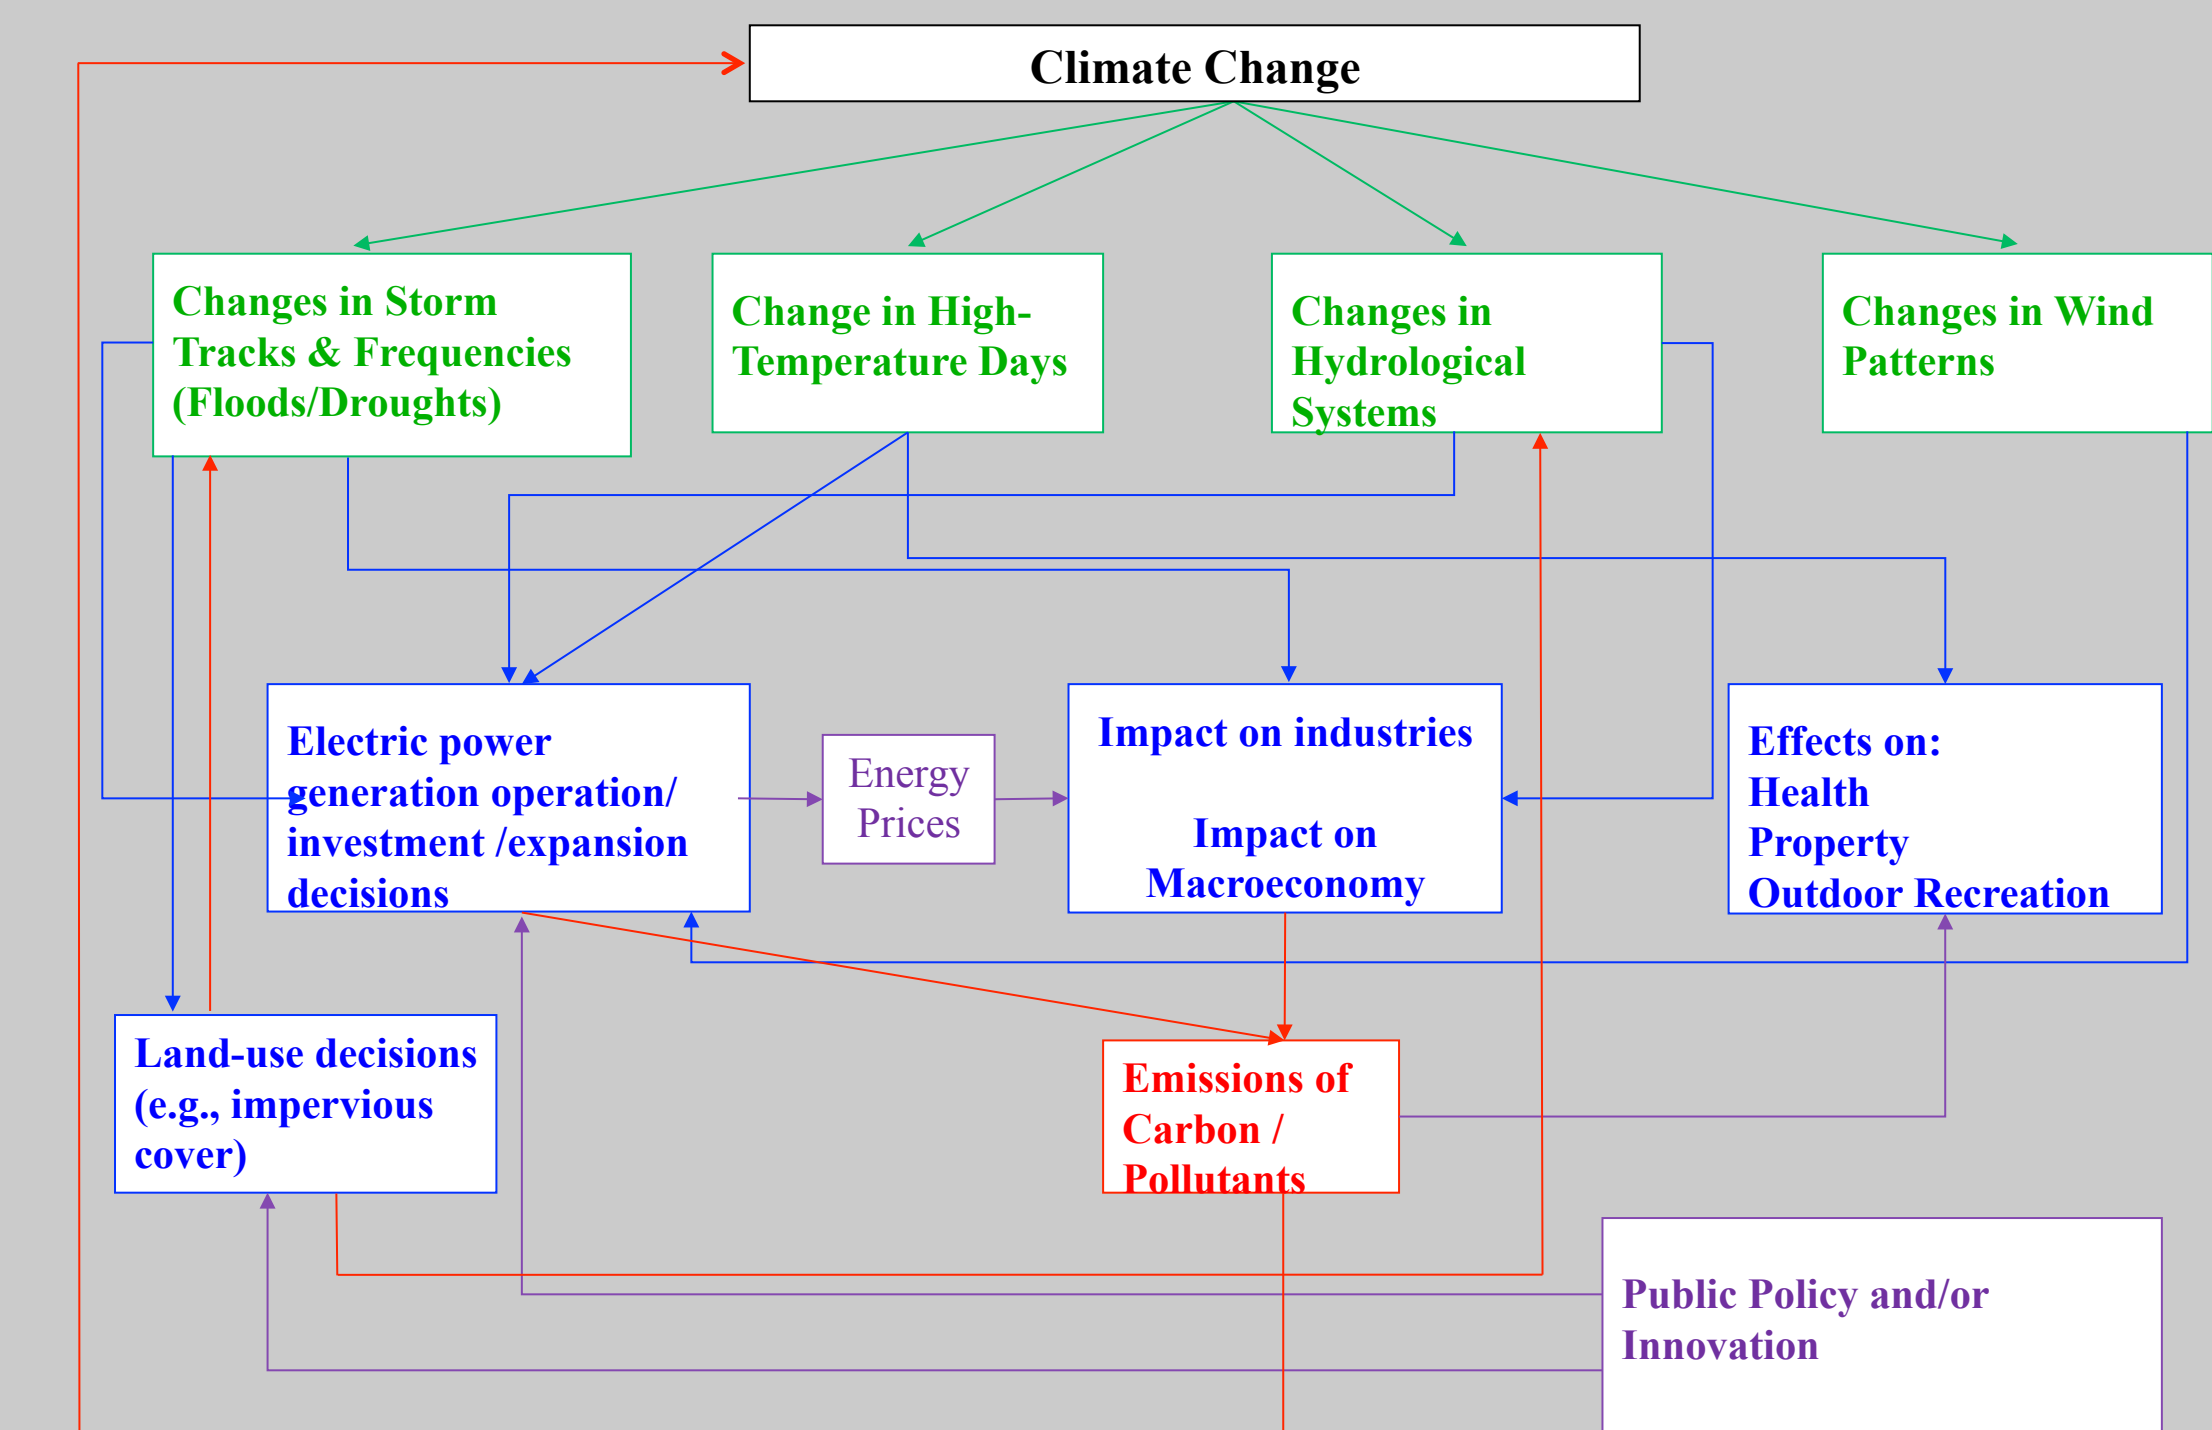 Climate Change
Changes in Storm
Tracks & Frequencies
(Floods/Droughts)
Change in High-
Temperature Days
Changes in
Hydrological
Systems
Changes in Wind
Patterns
Electric power
generation operation/
investment /expansion
decisions
Energy
Prices
Impact on industries
Impact on
Macroeconomy
Effects on:
Health
Property
Outdoor Recreation
Land-use decisions
(e.g., impervious
cover)
Emissions of
Carbon /
Pollutants
Public Policy and/or
Innovation